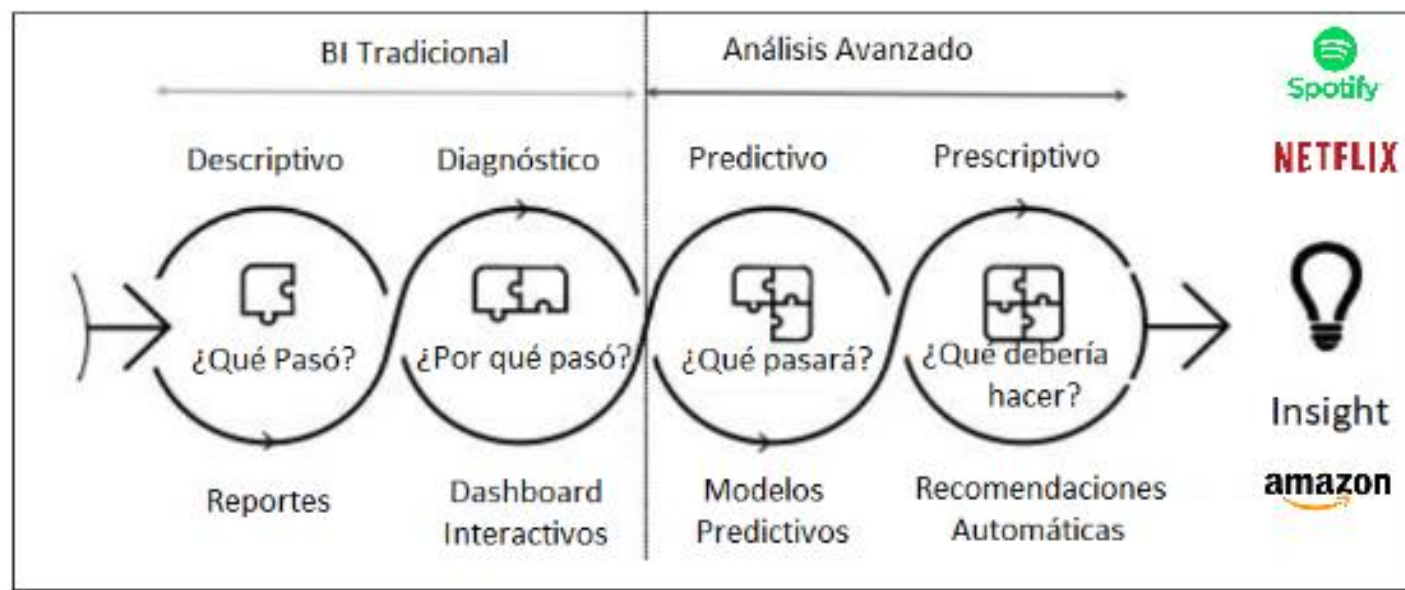 BI Tradicional
Análisis Avanzado
Spotify
NETFLIX
Descriptivo
Diagnóstico
Predictivo
Prescriptivo
¿Qué Pasó?
¿Por qué pasó?
¿Qué pasará?
¿Qué debería
hacer?
Insight
amazon
Reportes
Dashboard
Interactivos
Modelos
Predictivos
Recomendaciones
Automáticas